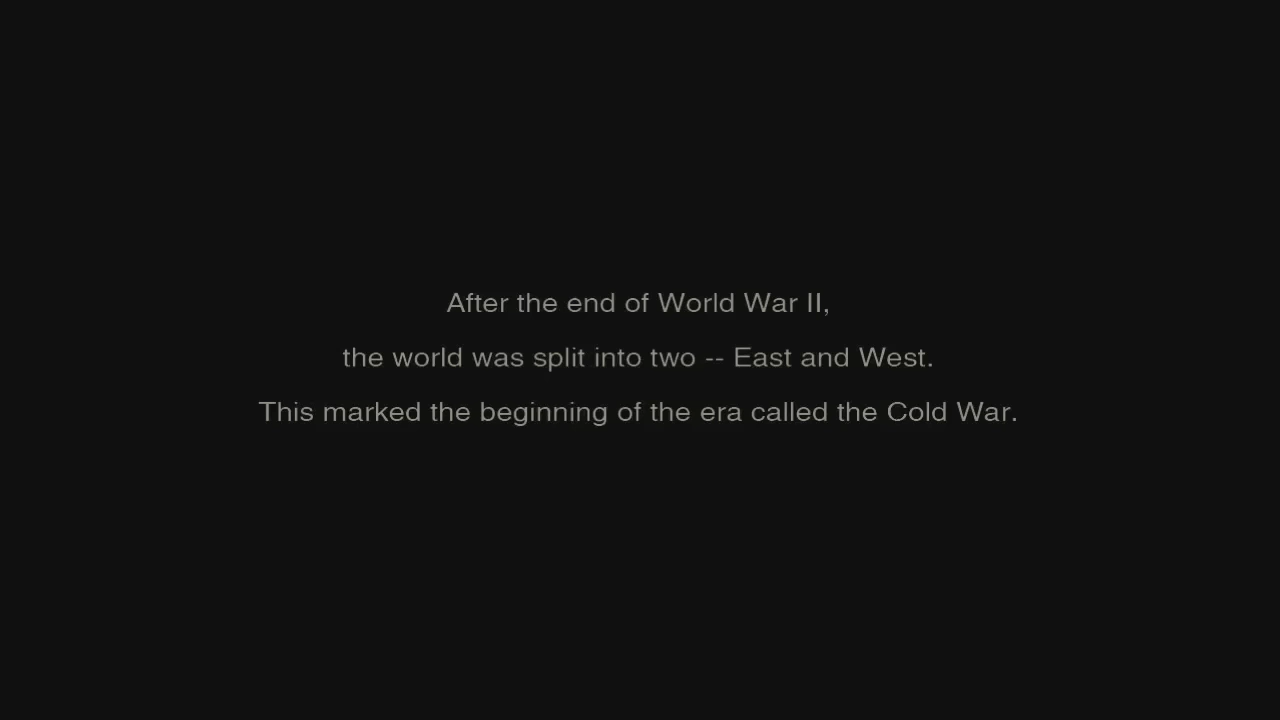 After the end of World War II,
the world was split into two -- East and West.
This marked the beginning of the era called the Cold War.